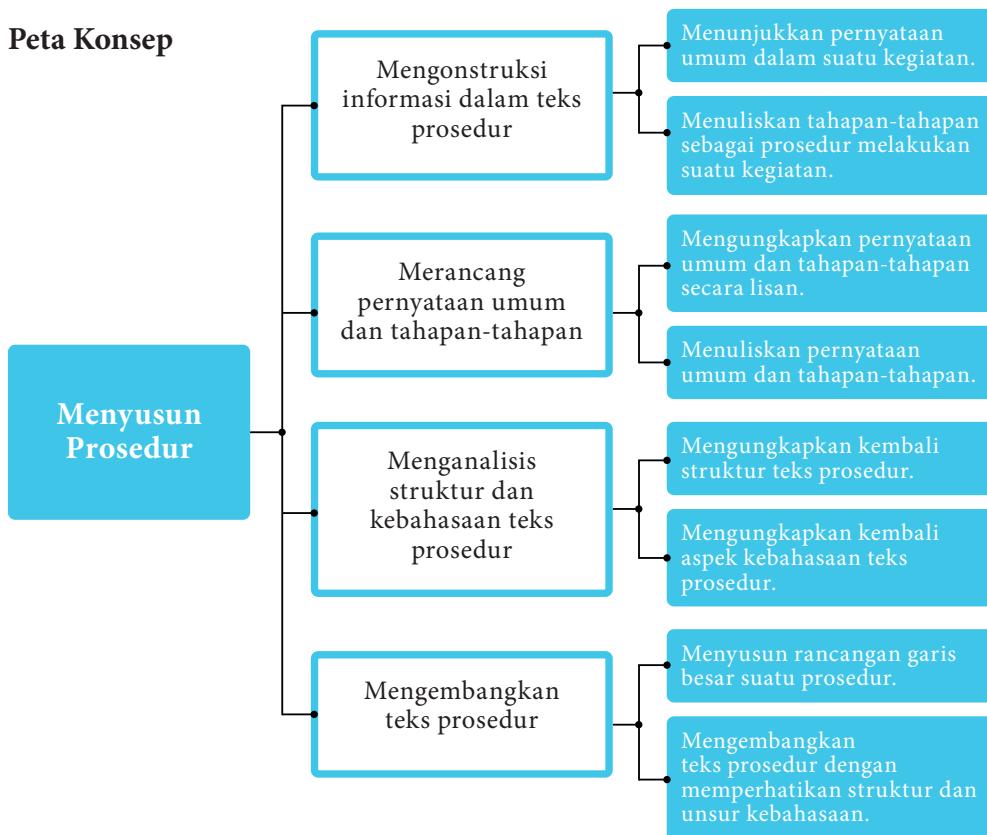 Peta Konsep
Menyusun
Prosedur
Mengonstruksi
informasi dalam teks
prosedur
Menunjukkan pernyataan
umum dalam suatu kegiatan.
Menuliskan tahapan-tahapan
sebagai prosedur melakukan
suatu kegiatan.
Merancang
pernyataan umum
dan tahapan-tahapan
Mengungkapkan pernyataan
umum dan tahapan-tahapan
secara lisan.
Menuliskan pernyataan
umum dan tahapan-tahapan.
Menganalisis
struktur dan
kebahasaan teks
prosedur
Mengungkapkan kembali
struktur teks prosedur.
Mengungkapkan kembali
aspek kebahasaan teks
prosedur.
Mengembangkan
teks prosedur
Menyusun rancangan garis
besar suatu prosedur.
Mengembangkan
teks prosedur dengan
memperhatikan struktur dan
unsur kebahasaan.